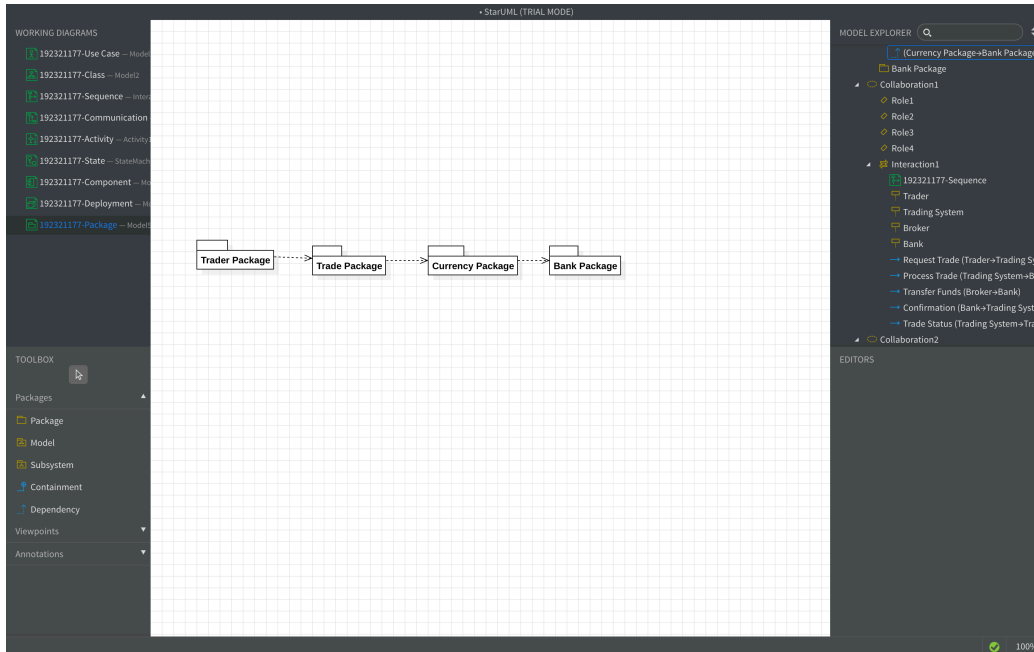 • StarUML (TRIAL MODE)
WORKING DIAGRAMS
192321177-Use Case — Model
192321177-Class — Model2
192321177-Sequence — Inter
192321177-Communication
192321177-Activity — Activity
192321177-State — StateMach
192321177-Component — Mo
192321177-Deployment — Mo
192321177-Package — Model
TOOLBOX
Packages
Package
Model
Subsystem
Containment
Dependency
Viewpoints
Annotations
Trader Package
Trade Package
Currency Package
Bank Package
MODEL EXPLORER
(Currency Package→Bank Package
Bank Package
Collaboration1
Role1
Role2
Role3
Role4
Interaction1
192321177-Sequence
Trader
Trading System
Broker
Bank
Request Trade (Trader→Trading Sy
Process Trade (Trading System→B
Transfer Funds (Broker→Bank)
Confirmation (Bank→Trading Syst
Trade Status (Trading System→Tra
Collaboration2
EDITORS
100%